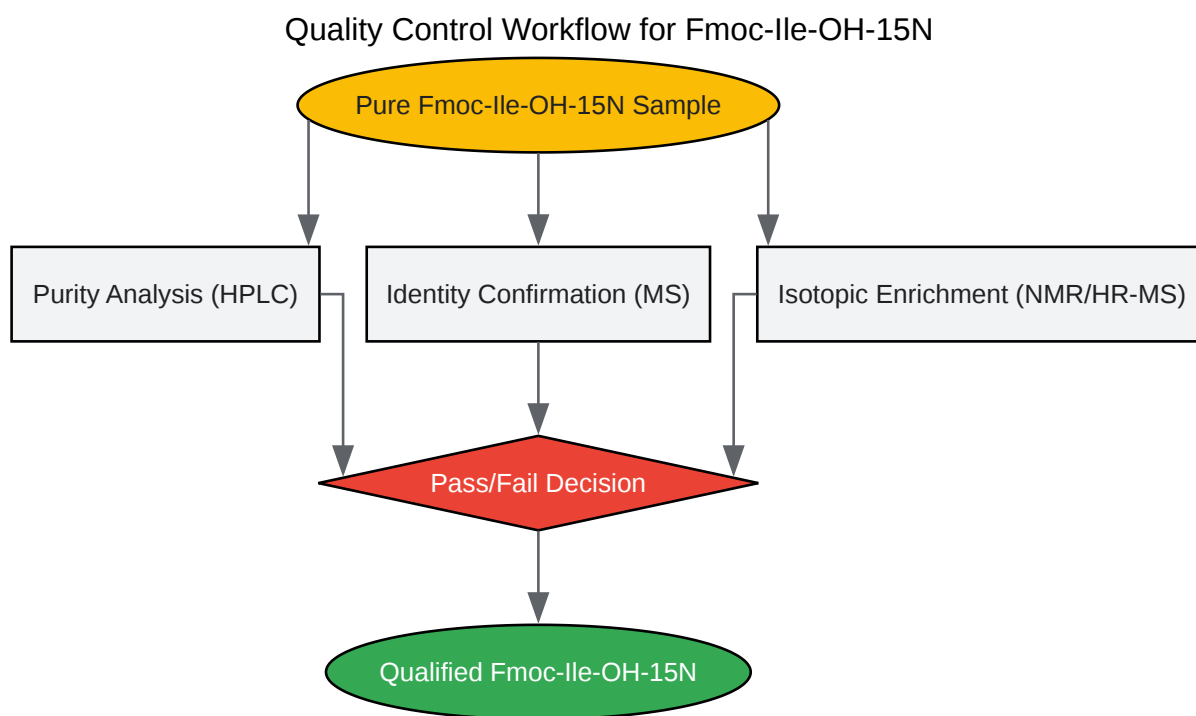 Quality Control Workflow for Fmoc-Ile-OH-15N
Pure Fmoc-Ile-OH-15N Sample
Purity Analysis (HPLC)
Identity Confirmation (MS)
Isotopic Enrichment (NMR/HR-MS)
Pass/Fail Decision
Qualified Fmoc-Ile-OH-15N